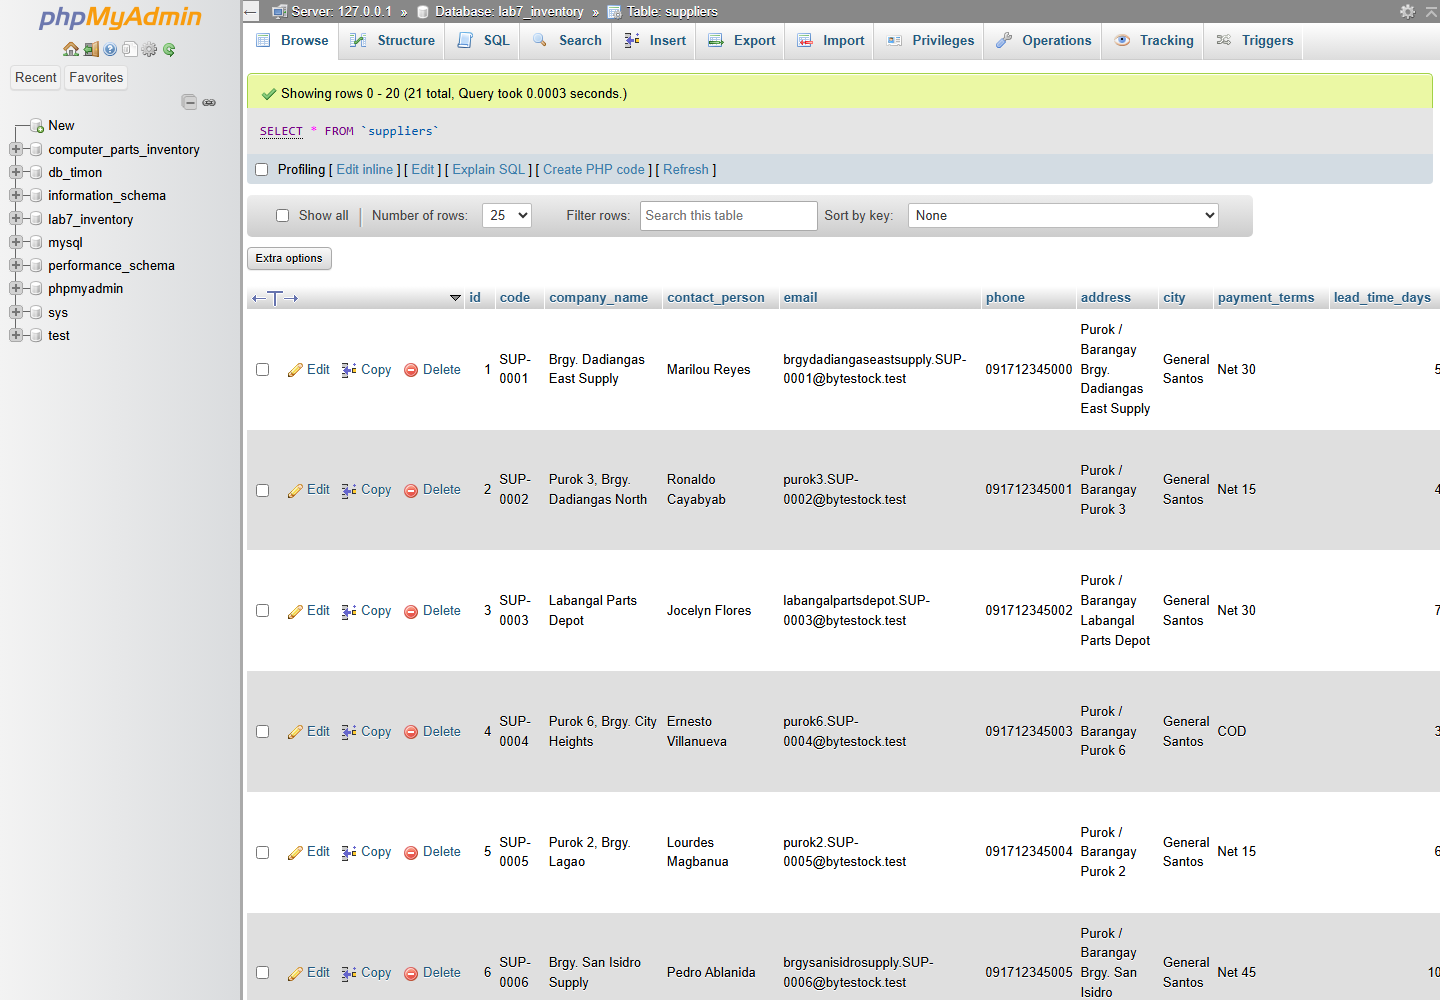 phpMyAdmin
Recent Favorites
New
computer_parts_inventory
db_timon
information_schema
lab7_inventory
mysql
performance_schema
phpmyadmin
sys
test
Server: 127.0.0.1 » Database: lab7_inventory » Table: suppliers
Browse Structure SQL Search Insert Export Import Privileges Operations Tracking Triggers
Showing rows 0 - 20 (21 total, Query took 0.0003 seconds.)
SELECT * FROM `suppliers`
Profiling [ Edit inline ] [ Edit ] [ Explain SQL ] [ Create PHP code ] [ Refresh ]
Show all Number of rows: 25 Filter rows: Search this table Sort by key: None
Extra options
←T→ id code company_name contact_person email phone address city payment_terms lead_time_days
Edit Copy Delete 1 SUP-0001 Brgy. Dadiangas East Supply Marilou Reyes brgydadiangaseastsupply.SUP-0001@bytestock.test 091712345000 Purok / Barangay Brgy. Dadiangas East Supply General Santos Net 30 5
Edit Copy Delete 2 SUP-0002 Purok 3, Brgy. Dadiangas North Ronaldo Cayabyab purok3.SUP-0002@bytestock.test 091712345001 Purok / Barangay Purok 3 General Santos Net 15 4
Edit Copy Delete 3 SUP-0003 Labangal Parts Depot Jocelyn Flores labangalpartsdepot.SUP-0003@bytestock.test 091712345002 Purok / Barangay Labangal Parts Depot General Santos Net 30 7
Edit Copy Delete 4 SUP-0004 Purok 6, Brgy. City Heights Ernesto Villanueva purok6.SUP-0004@bytestock.test 091712345003 Purok / Barangay Purok 6 General Santos COD 3
Edit Copy Delete 5 SUP-0005 Purok 2, Brgy. Lagao Lourdes Magbanua purok2.SUP-0005@bytestock.test 091712345004 Purok / Barangay Purok 2 General Santos Net 15 6
Edit Copy Delete 6 SUP-0006 Brgy. San Isidro Supply Pedro Ablanida brgysanisidrosupply.SUP-0006@bytestock.test 091712345005 Purok / Barangay Brgy. San Isidro General Santos Net 45 10